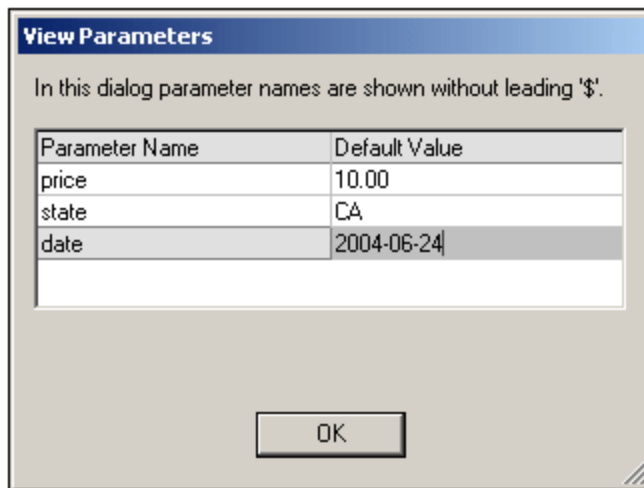 View Parameters
In this dialog parameter names are shown without leading '$'.
Parameter Name Default Value
price 10.00
state CA
date 2004-06-24
OK